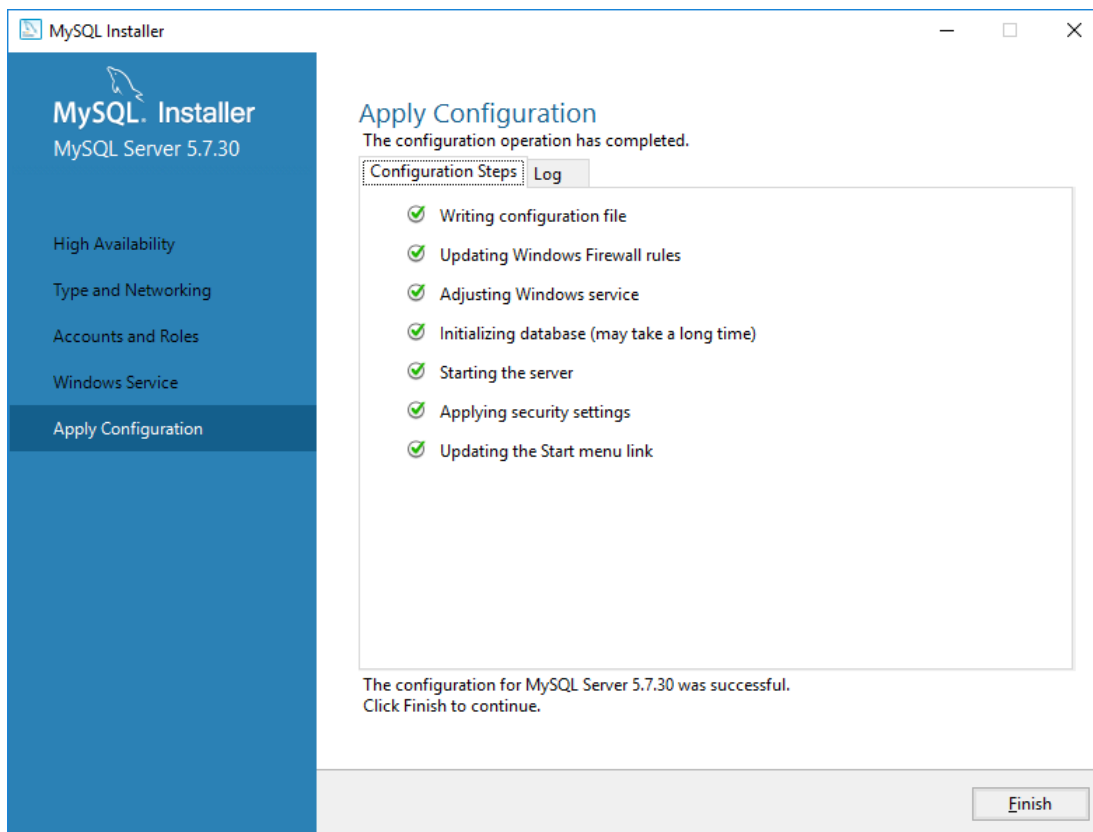 MySQL Installer
MySQL. Installer
MySQL Server 5.7.30
High Availability
Type and Networking
Accounts and Roles
Windows Service
Apply Configuration
Apply Configuration
The configuration operation has completed.
Configuration Steps
Log
Writing configuration file
Updating Windows Firewall rules
Adjusting Windows service
Initializing database (may take a long time)
Starting the server
Applying security settings
Updating the Start menu link
The configuration for MySQL Server 5.7.30 was successful.
Click Finish to continue.
Finish